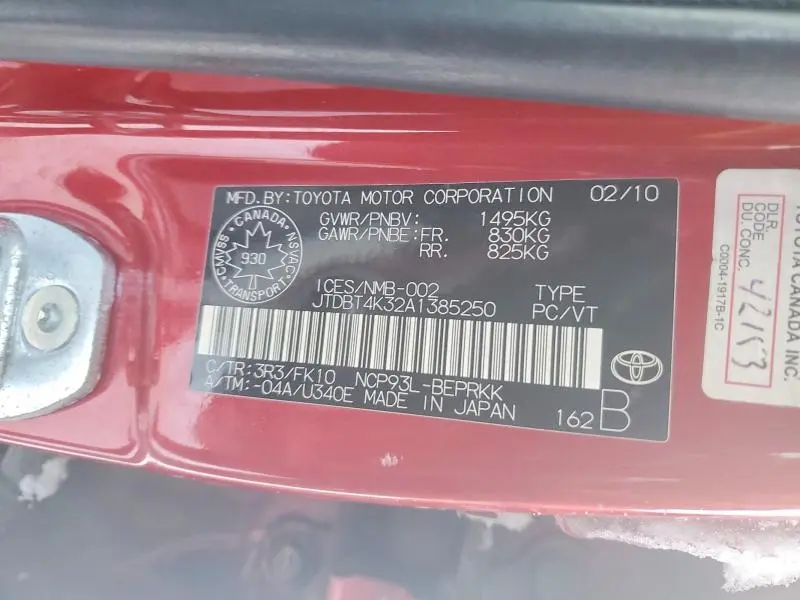 MFD.BY:TOYOTA MOTOR CORPORATION 02/10
GVWR/PNBV: 1495KG
GAWR/PNBE:FR. 830KG
RR. 825KG
CANADA
CMVSS 930 NSVAC
TRANSPORT
ICES/NMB-002 TYPE
JTDBT4K32A1385250 PC/VT
C/TR:3R3/FK10 NCP93L-BEPRKK
A/TM:-04A/U340E MADE IN JAPAN
162 B
DLR.
CODE
DU CONC. 42153
C0004-1917B-1C
TOYOTA CANADA INC.